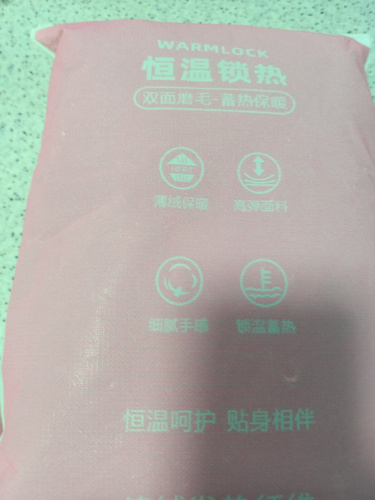 WARMLOCK
恒温锁热
双面磨毛-蓄热保暖
薄绒保暖 高弹面料
细腻手感 锁温蓄热
恒温呵护 贴身相伴